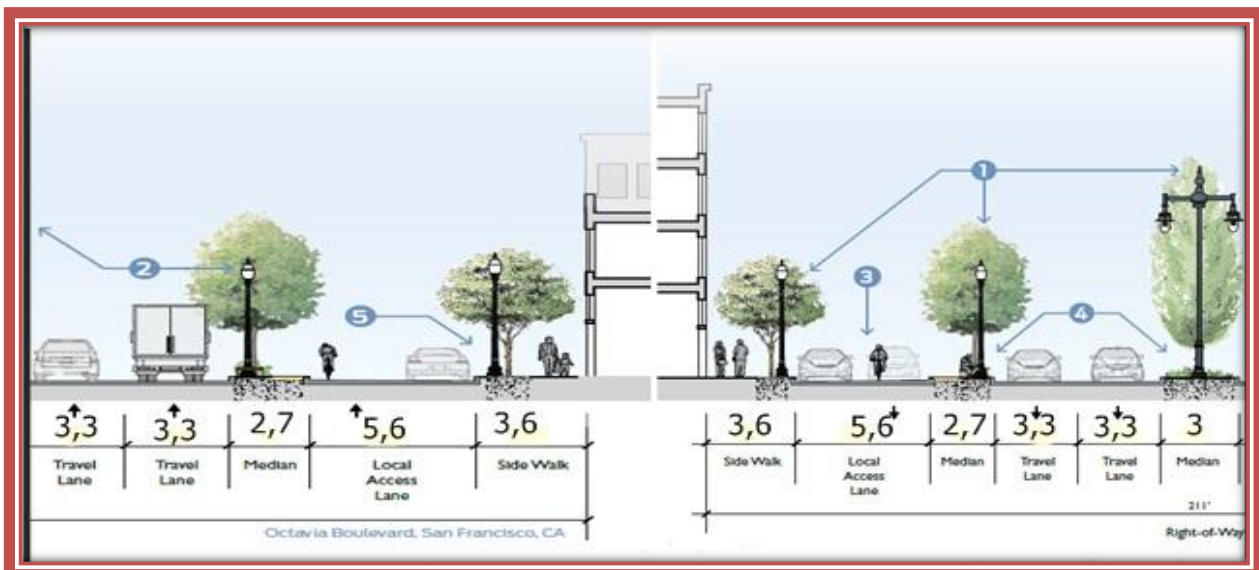 1
2
3
5
4
3,3 3,3 2,7 5,6 3,6
3,6 5,6 2,7 3,3 3,3 3
Travel Lane
Travel Lane
Median
Local Access Lane
Side Walk
Side Walk
Local Access Lane
Median
Travel Lane
Travel Lane
Median
211'
Octavia Boulevard, San Francisco, CA
Right-of-Way